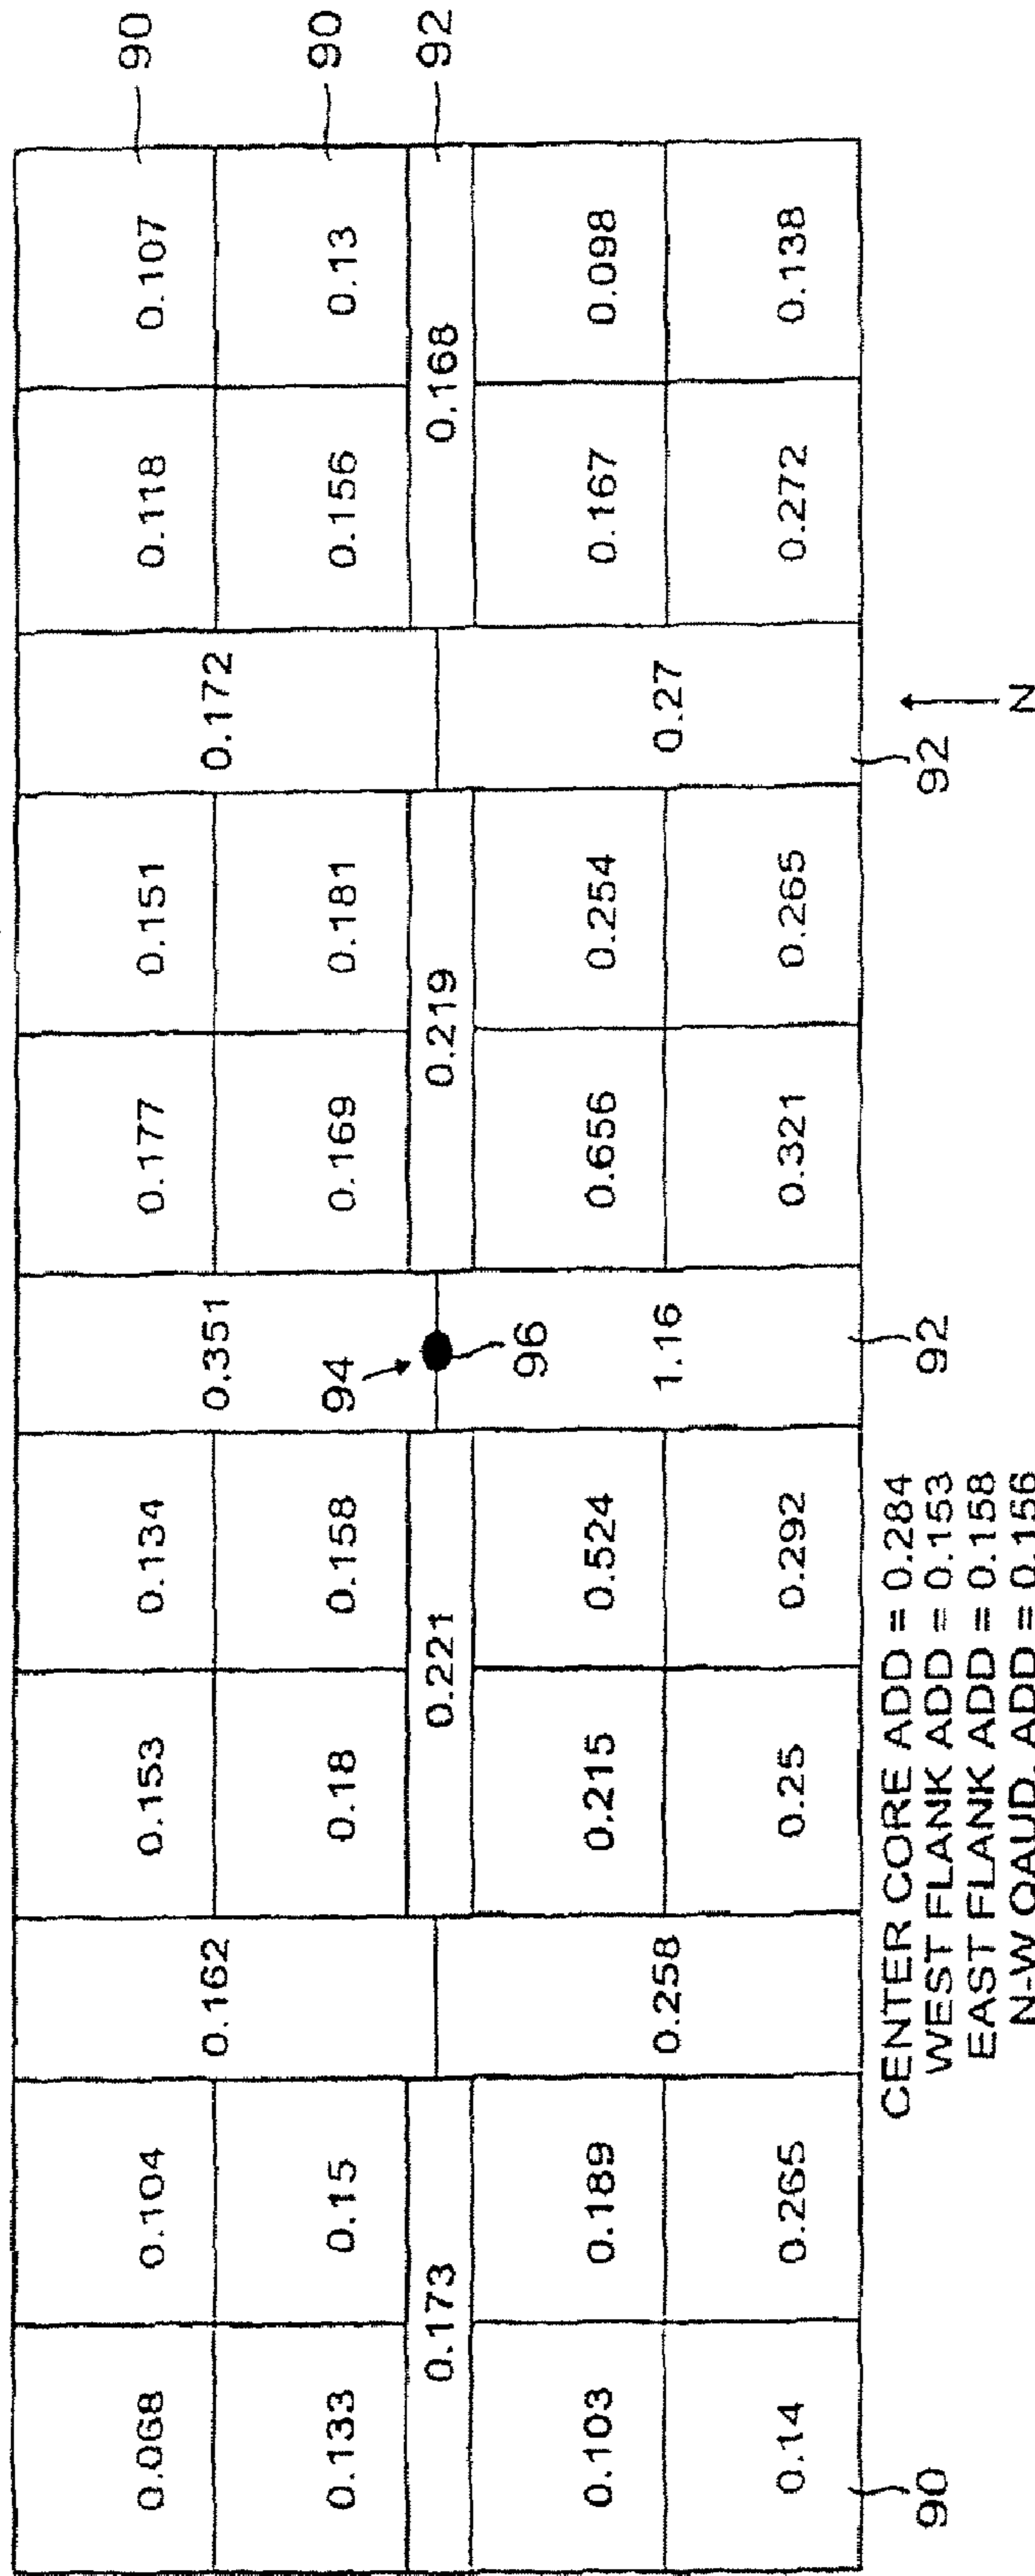 0.068 0.104 0.153 0.134 0.177 0.151 0.118 0.107 90
0.162 0.351 0.172
0.133 0.15 0.18 0.158 94 0.169 0.181 0.156 0.13 90
0.173 0.221 0.219 0.168 92
96
0.103 0.189 0.215 0.524 0.656 0.254 0.167 0.098
0.258 1.16 0.27
0.14 0.265 0.25 0.292 0.321 0.265 0.272 0.138
90 92 92
N
CENTER CORE ADD = 0.284
WEST FLANK ADD = 0.153
EAST FLANK ADD = 0.158
N-W QAUD. ADD = 0.156